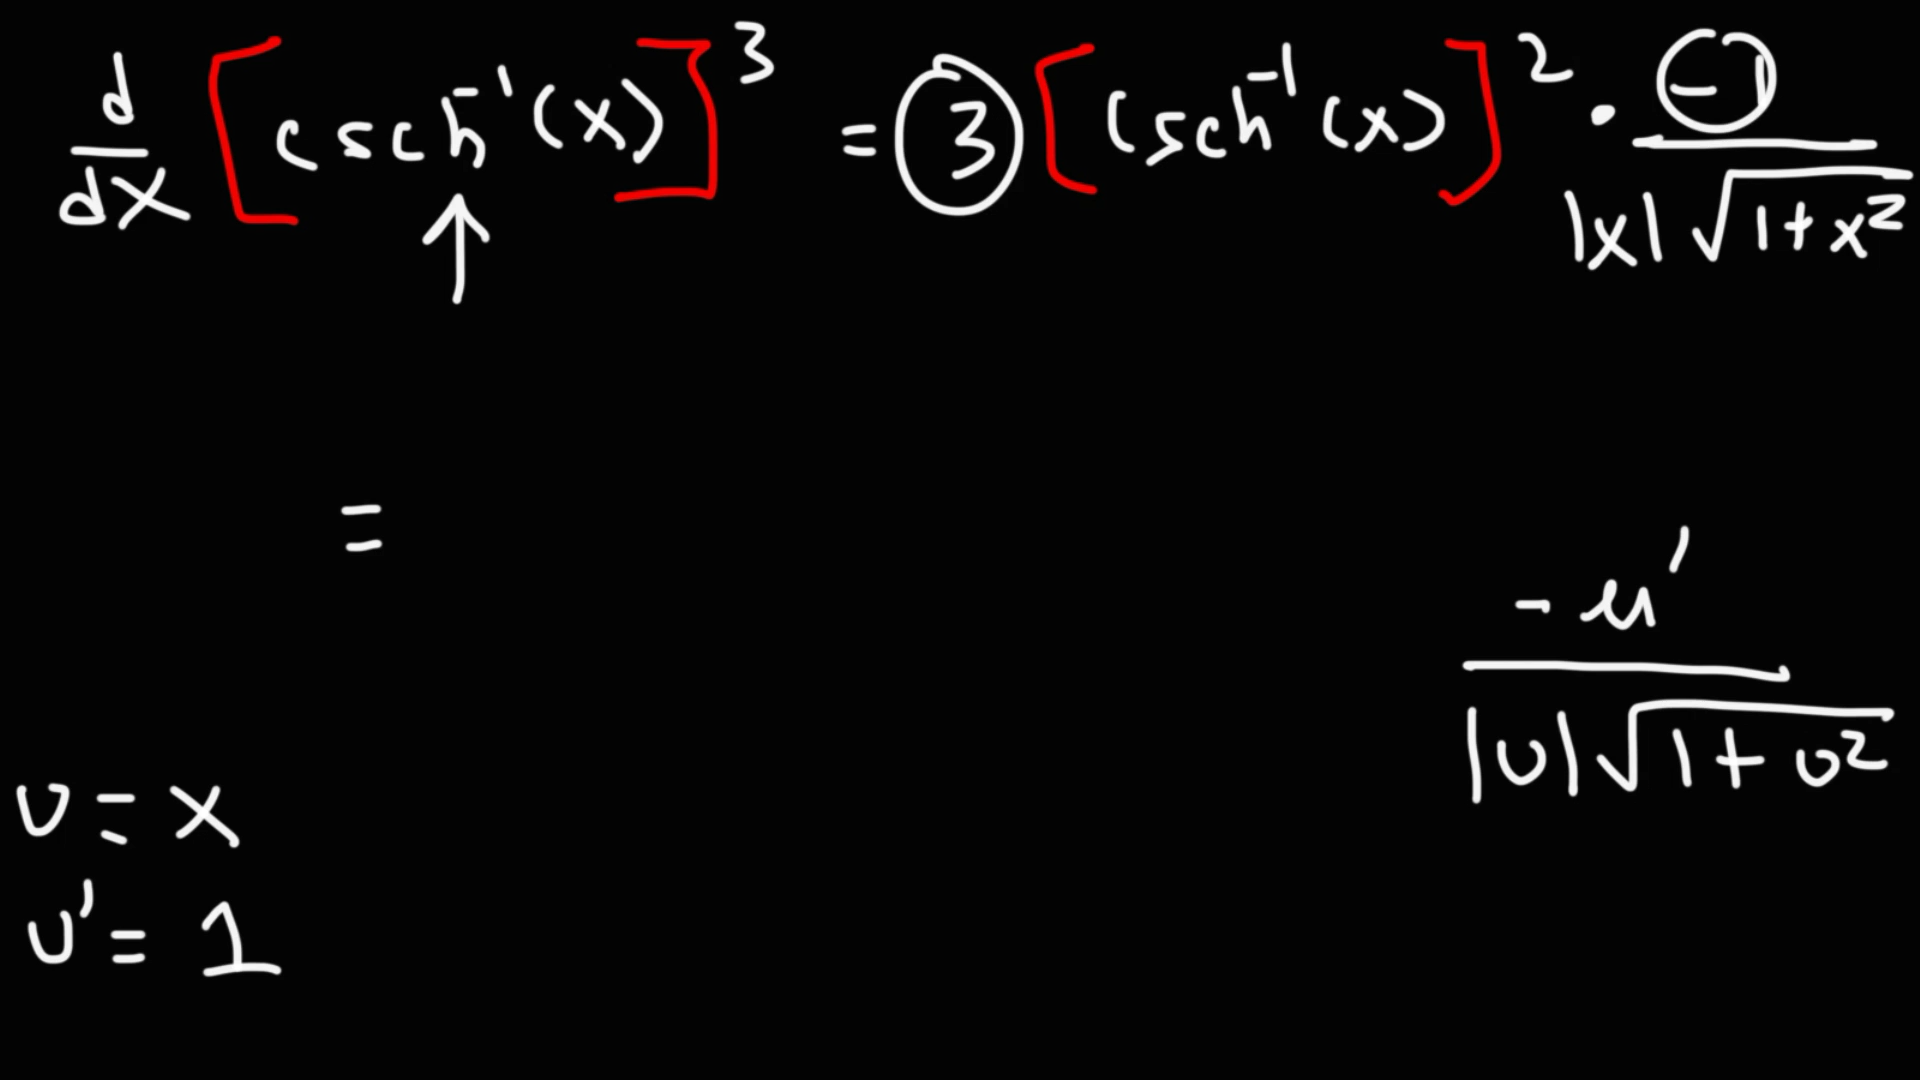 d/dx [csch⁻¹(x)]³ = 3 [csch⁻¹(x)]² · -1/(|x|√(1+x²))
=
-u'/(|u|√(1+u²))
u = x
u' = 1